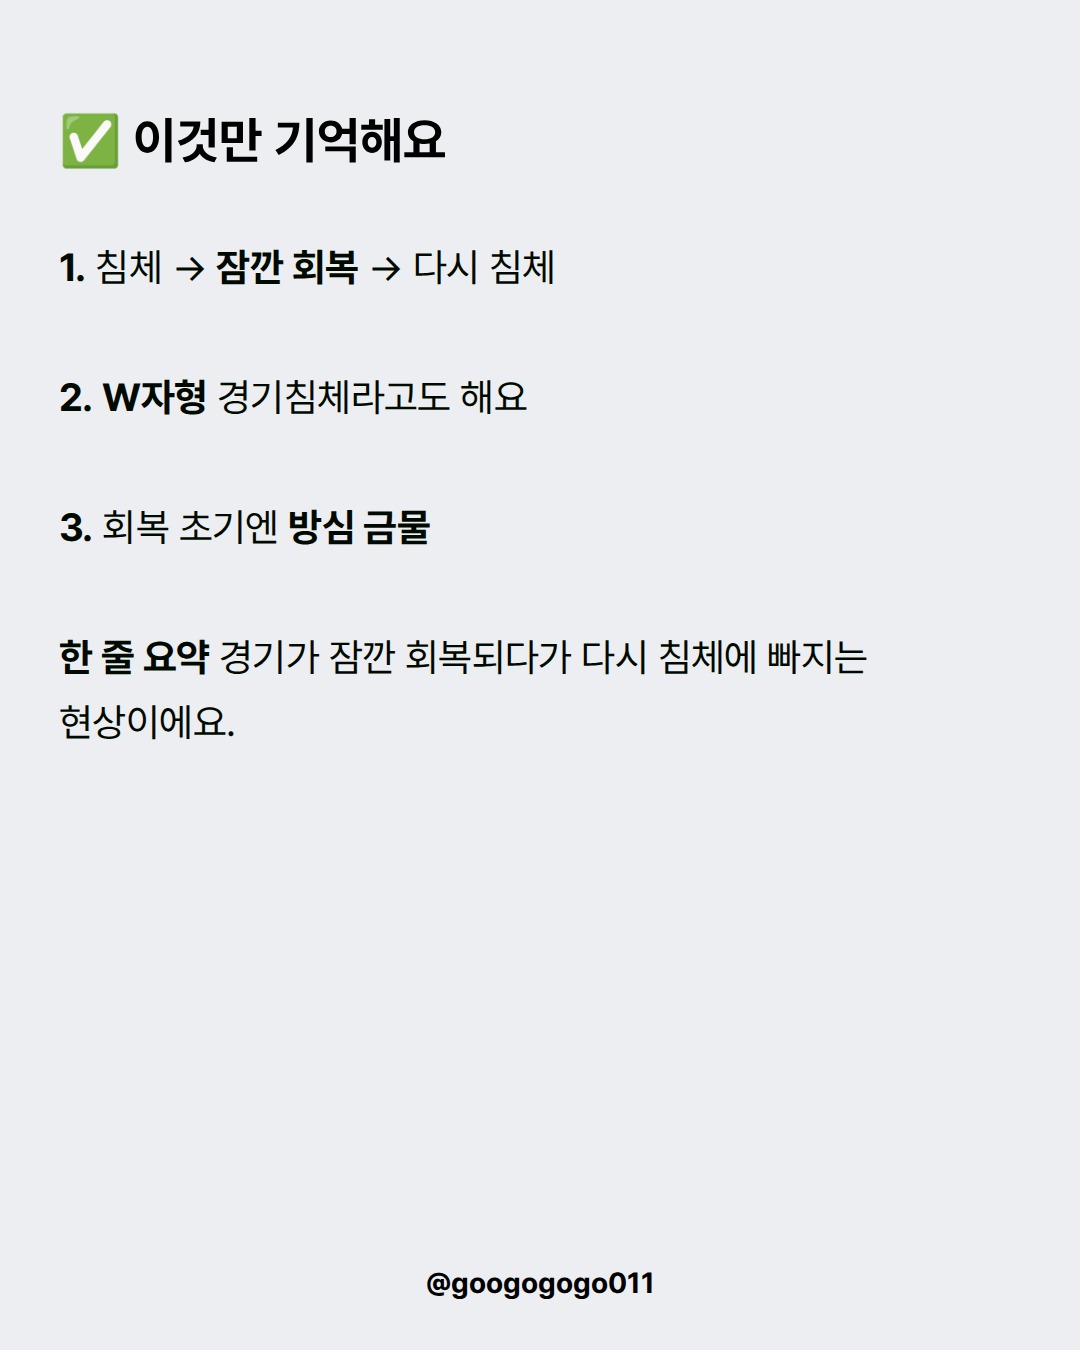 ✅ 이것만 기억해요
1. 침체 → 잠깐 회복 → 다시 침체
2. W자형 경기침체라고도 해요
3. 회복 초기엔 방심 금물
한 줄 요약 경기가 잠깐 회복되다가 다시 침체에 빠지는
현상이에요.
@googogogo011